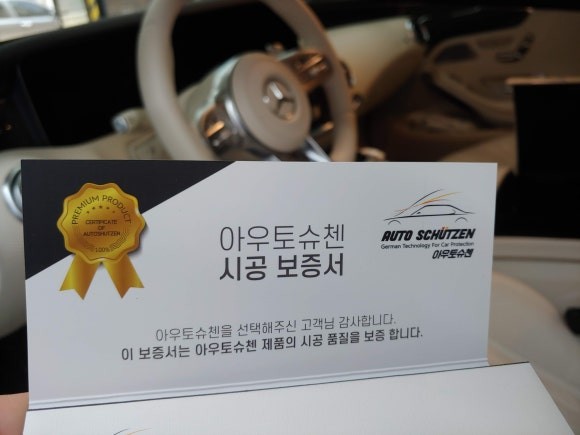 PREMIUM PRODUCT
CERTIFICATE
OF
AUTOSHUTZEN
100%
아우토슈첸
시공 보증서
AUTO SCHÜTZEN
German Technology For Car Protection
아우토슈첸
아우토슈첸을 선택해주신 고객님 감사합니다.
이 보증서는 아우토슈첸 제품의 시공 품질을 보증 합니다.